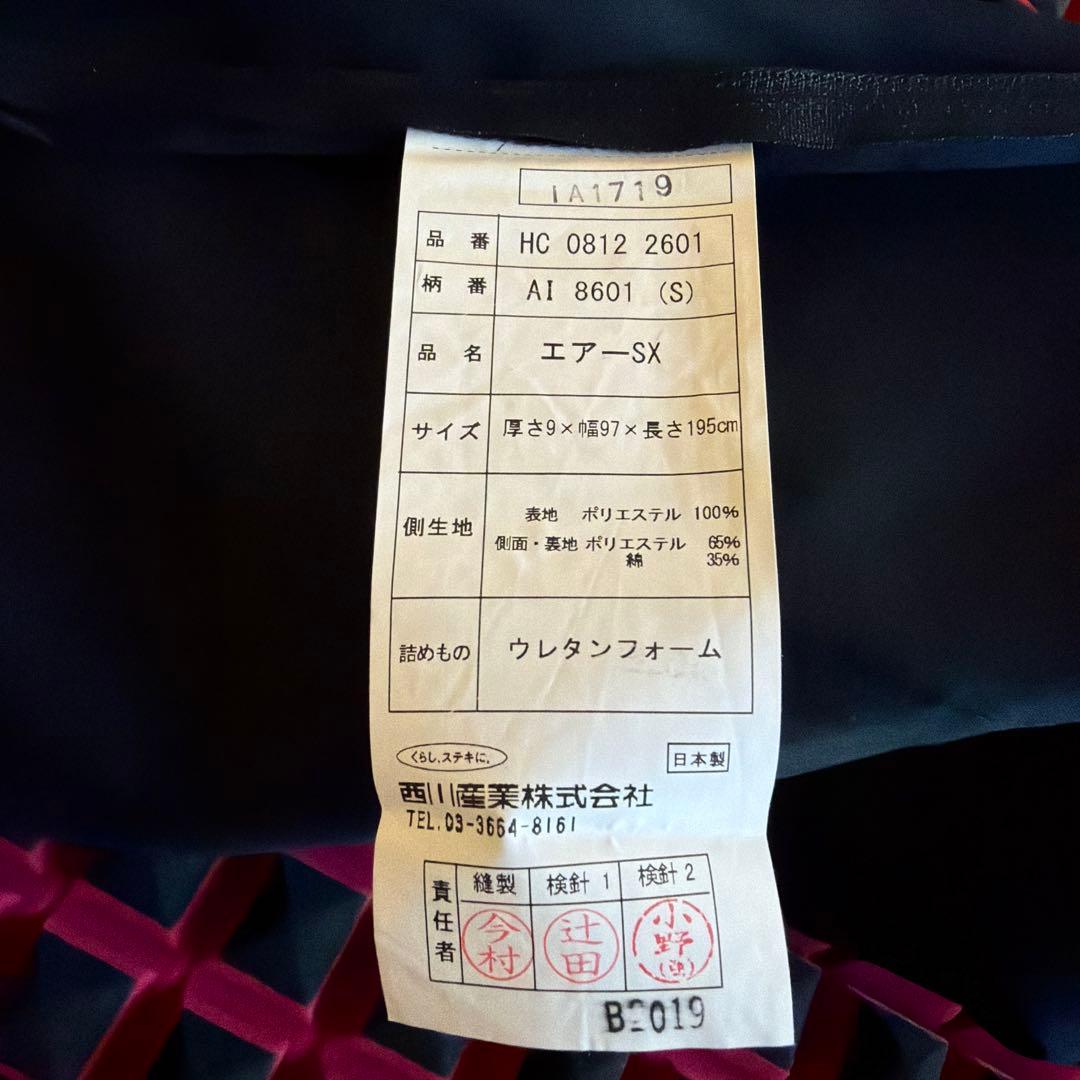 1A1719
品番 HC 0812 2601
柄番 AI 8601 (S)
品名 エアーSX
サイズ 厚さ9×幅97×長さ195cm
側生地 表地 ポリエステル 100%
側面・裏地 ポリエステル 65%
綿 35%
詰めもの ウレタンフォーム
くらし、ステキに。
日本製
西川産業株式会社
TEL.03-3664-8161
責任者 縫製 検針1 検針2
今村 辻田 小野